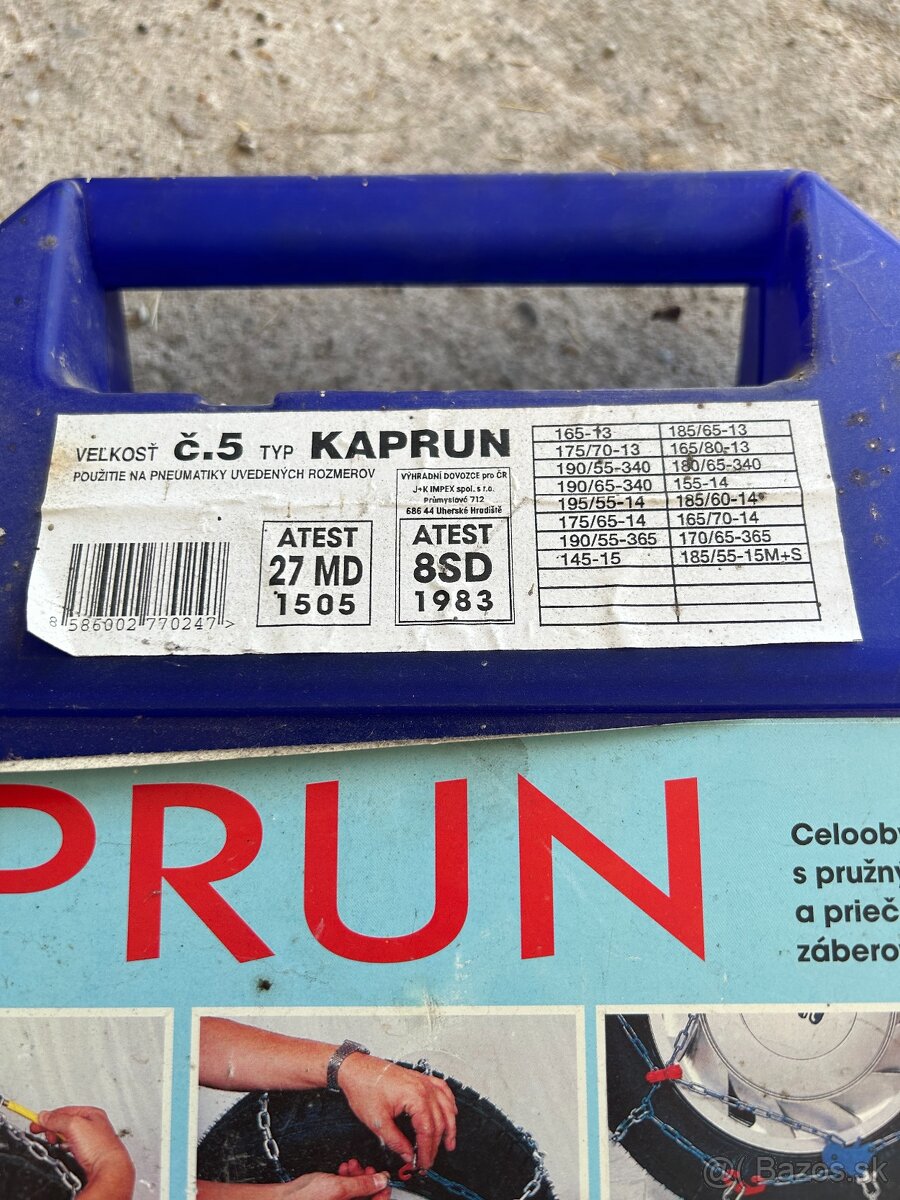 VEĽKOSŤ č.5 TYP KAPRUN
POUŽITIE NA PNEUMATIKY UVEDENÝCH ROZMEROV
VÝHRADNÍ DOVOZCE pro ČR
J+K IMPEX spol. s r.o.
Průmyslová 712
686 44 Uherské Hradiště
ATEST
27 MD
1505
ATEST
8SD
1983
8 586002 770247 >
165-13 185/65-13
175/70-13 165/80-13
190/55-340 180/65-340
190/65-340 155-14
195/55-14 185/60-14
175/65-14 165/70-14
190/55-365 170/65-365
145-15 185/55-15M+S
PRUN
Celooby
s pružný
a prieč
záberov
@( Bazos.sk